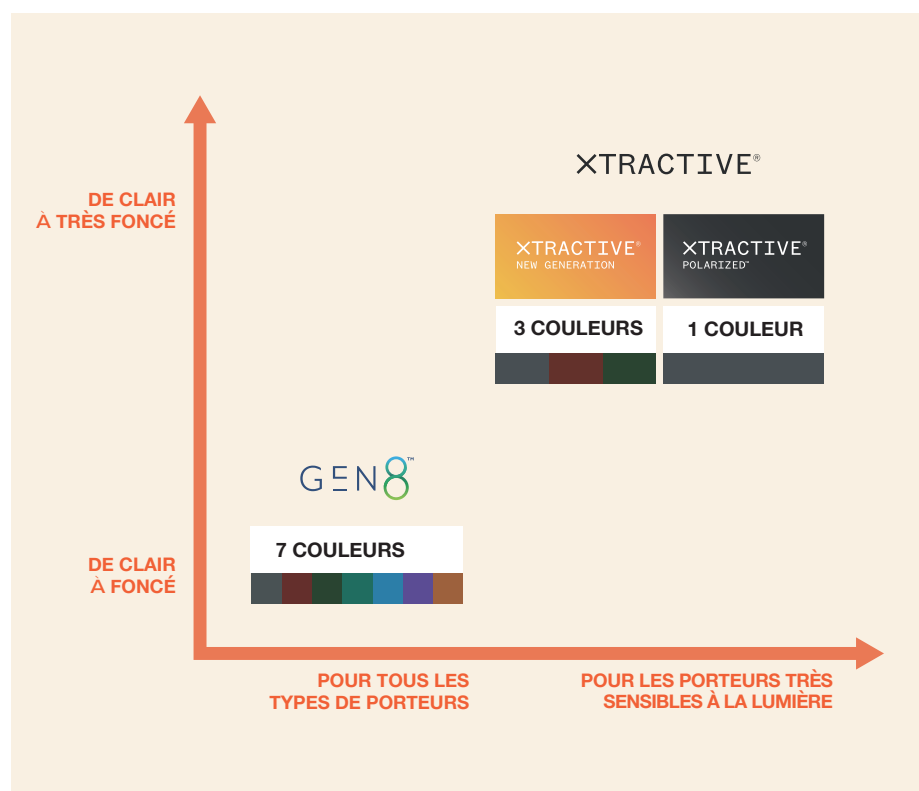 XTRACTIVE®
DE CLAIR
À TRÈS FONCÉ
XTRACTIVE®
NEW GENERATION
XTRACTIVE®
POLARIZED™
3 COULEURS
1 COULEUR
GEN8™
7 COULEURS
DE CLAIR
À FONCÉ
POUR TOUS LES
TYPES DE PORTEURS
POUR LES PORTEURS TRÈS
SENSIBLES À LA LUMIÈRE